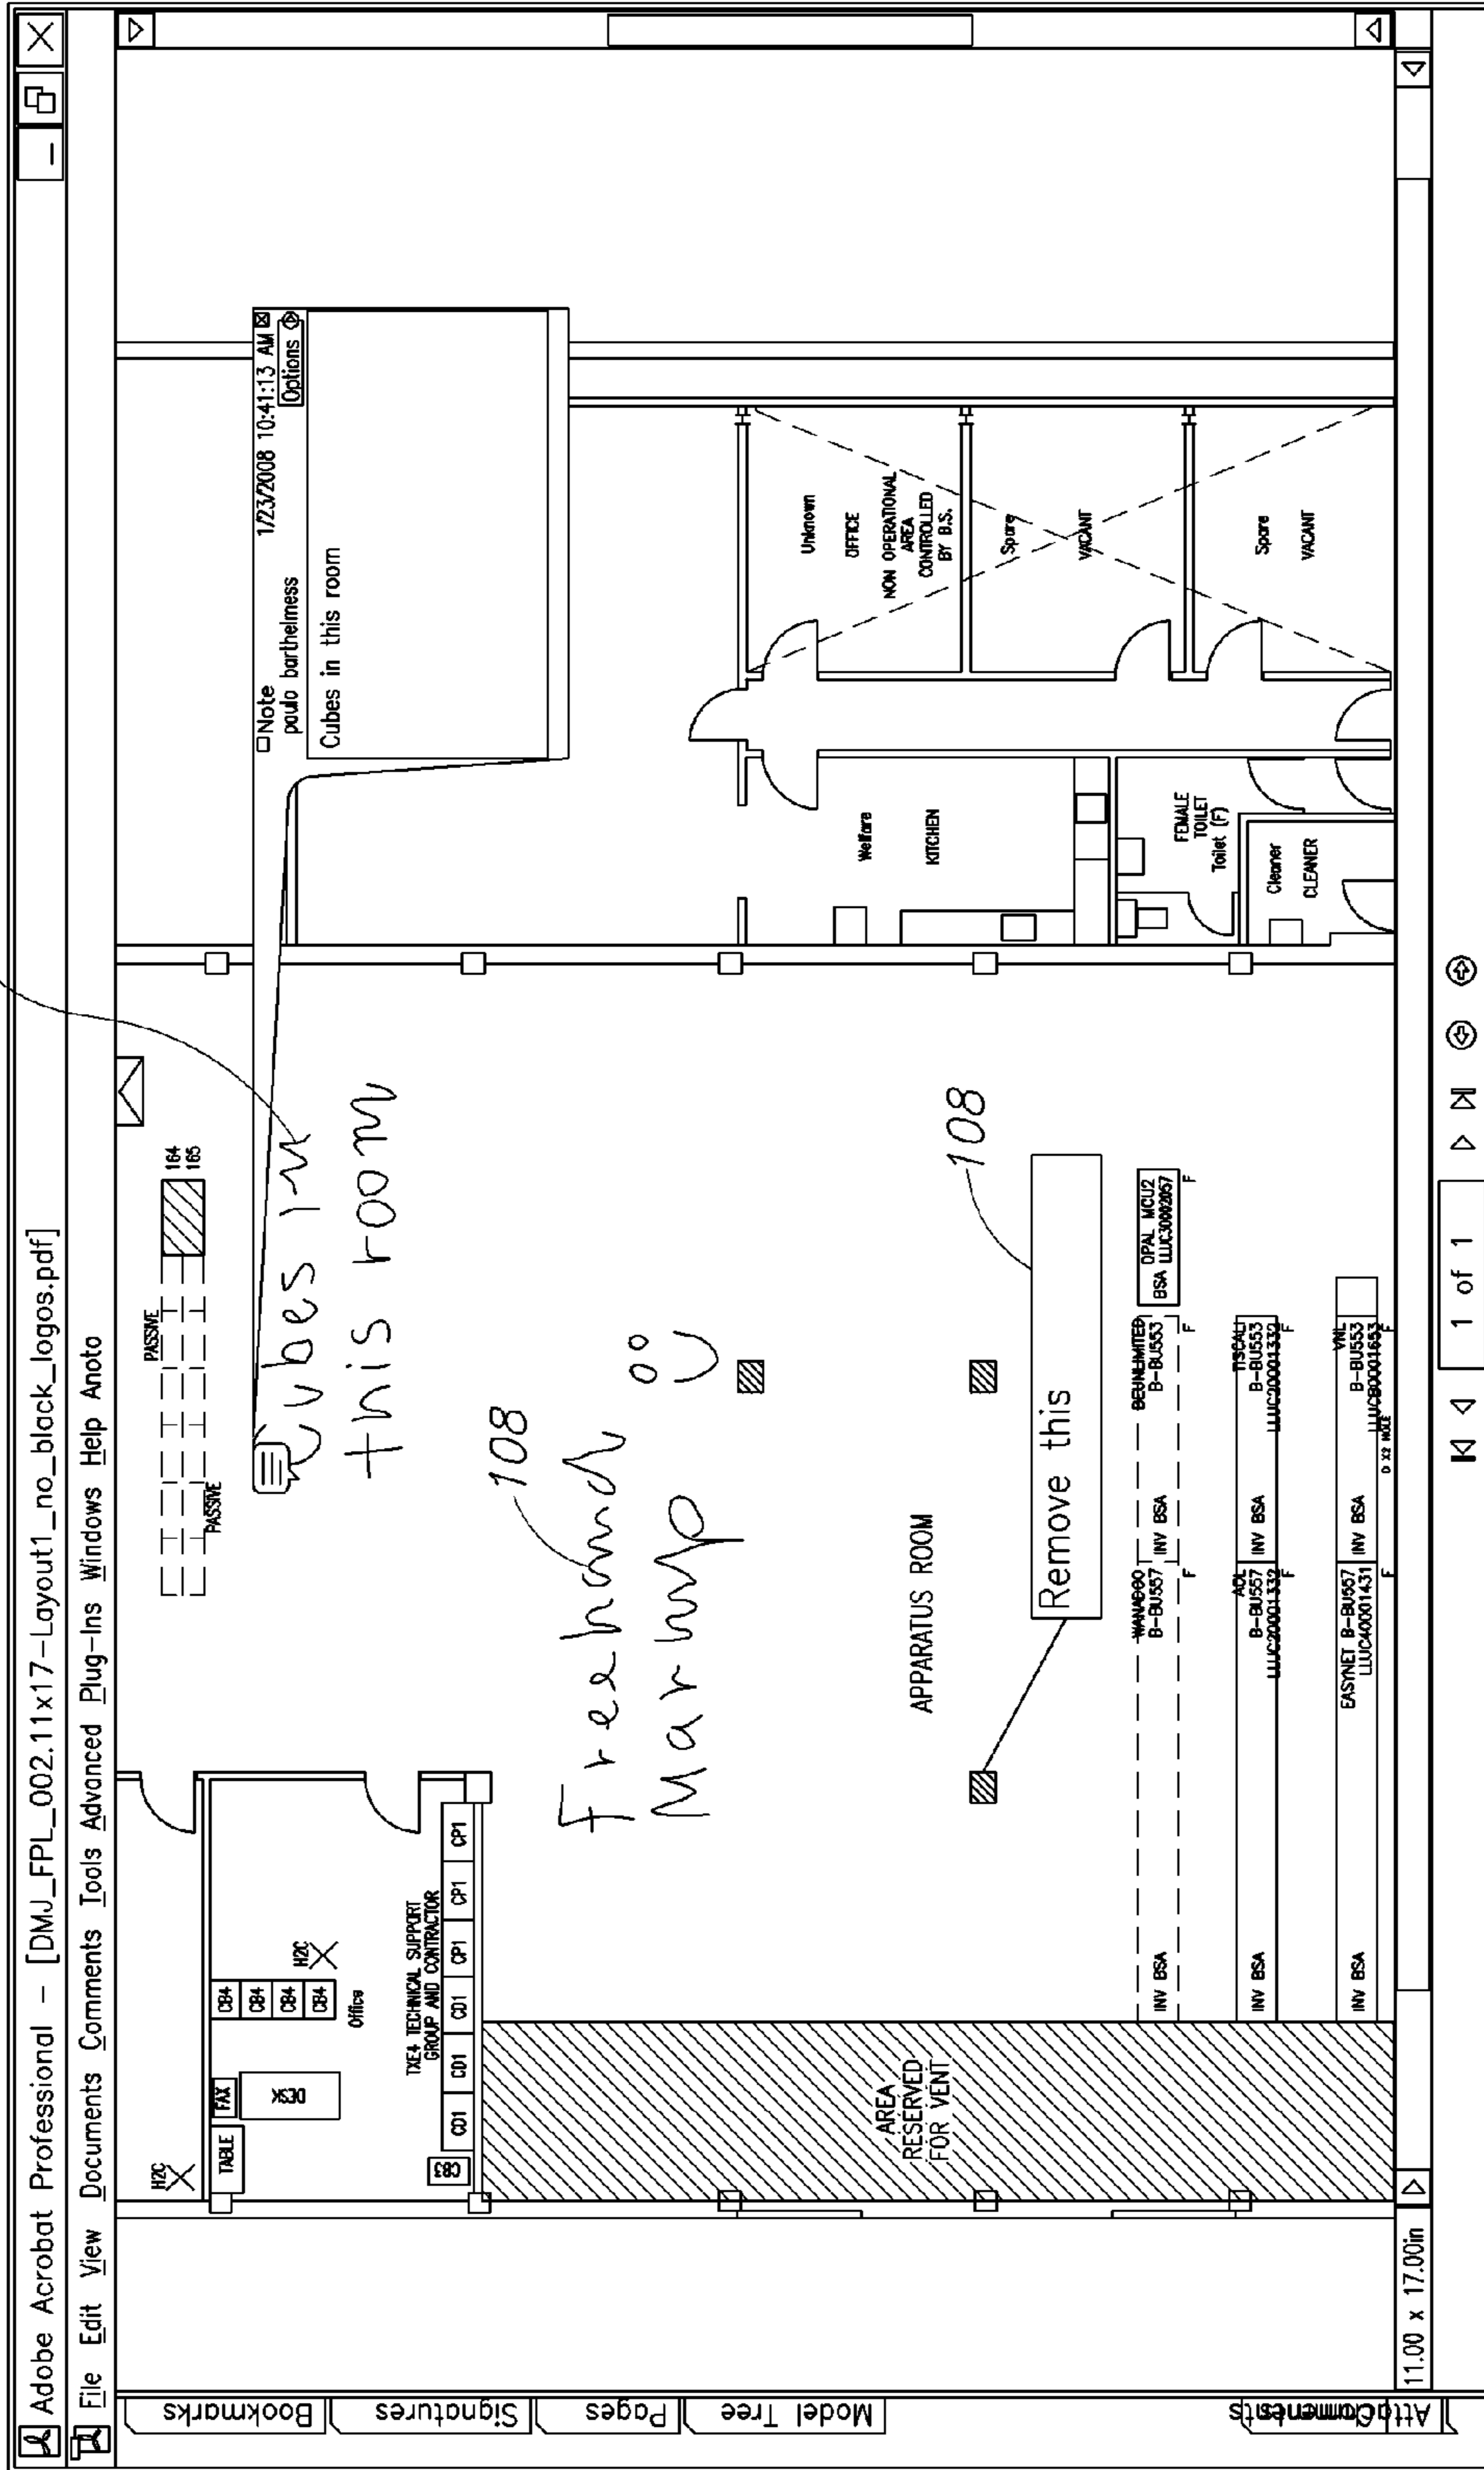 Adobe Acrobat Professional - [DMJ_FPL_002.11x17-Layout1_no_black_logos.pdf]
File Edit View Documents Comments Tools Advanced Plug-Ins Windows Help Anoto
Bookmarks
Signatures
Pages
Model Tree
Comments
H2C
TABLE
FAX
DESK
CB4
CB4
CB4
CB4
H2C
Office
TXE4 TECHNICAL SUPPORT
GROUP AND CONTRACTOR
CB3
CD1 CD1 CD1 CP1 CP1 CP1
PASSIVE
PASSIVE
164
165
Note 1/23/2008 10:41:13 AM
paulo barthelmess Options
Cubes in this room
Cubes in
this room
108
Freehand
Markup
AREA
RESERVED
FOR VENT
APPARATUS ROOM
108
Remove this
INV BSA
WANADOO
B-BU557
F
INV BSA
BEUNLIMITED
B-BU553
F
OPAL MCU2
BSA LLUC30002057
F
INV BSA
AOL
B-BU557
LLUC20001332
F
INV BSA
TISCALI
B-BU553
LLUC20001332
F
INV BSA
EASYNET B-BU557
LLUC40001431
F
INV BSA
VNL
B-BU553
F
Welfare
KITCHEN
FEMALE
TOILET
Toilet (F)
Cleaner
CLEANER
Unknown
OFFICE
NON OPERATIONAL
AREA
CONTROLLED
BY B.S.
Spare
VACANT
Spare
VACANT
11.00 x 17.00in
1 of 1